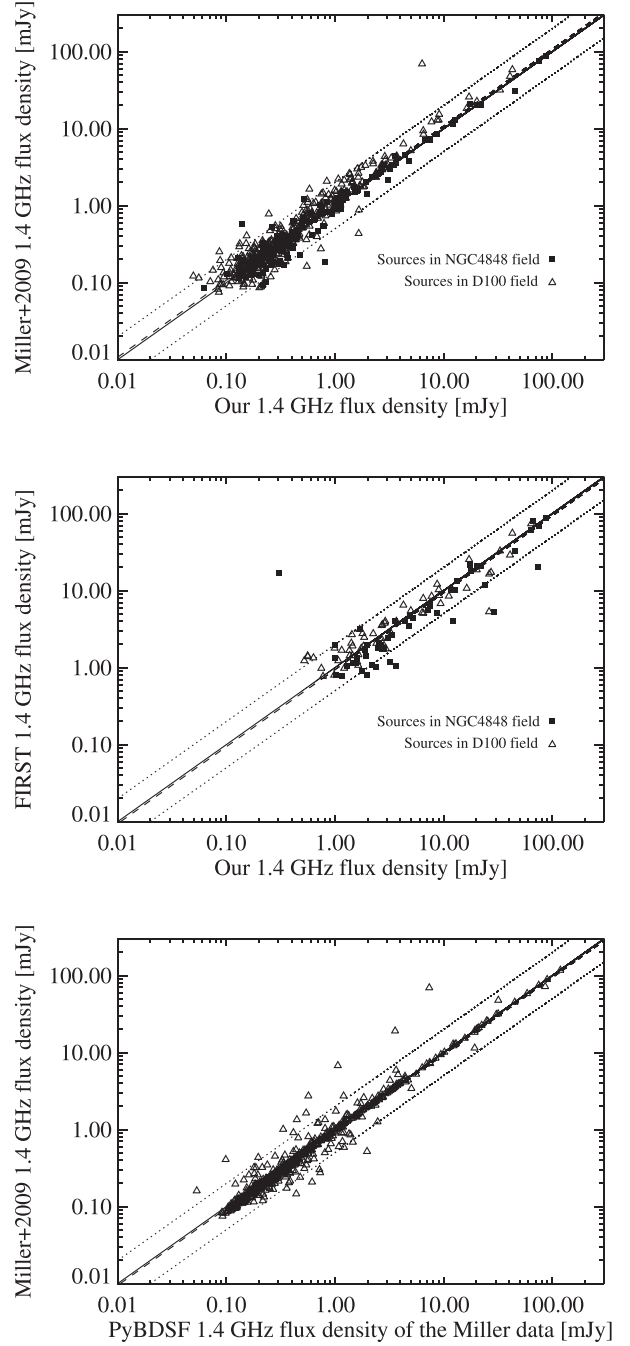 Miller+2009 1.4 GHz flux density [mJy]
100.00
10.00
1.00
0.10
0.01
Sources in NGC4848 field
Sources in D100 field
0.01 0.10 1.00 10.00 100.00
Our 1.4 GHz flux density [mJy]
FIRST 1.4 GHz flux density [mJy]
100.00
10.00
1.00
0.10
0.01
Sources in NGC4848 field
Sources in D100 field
0.01 0.10 1.00 10.00 100.00
Our 1.4 GHz flux density [mJy]
Miller+2009 1.4 GHz flux density [mJy]
100.00
10.00
1.00
0.10
0.01
0.01 0.10 1.00 10.00 100.00
PyBDSF 1.4 GHz flux density of the Miller data [mJy]